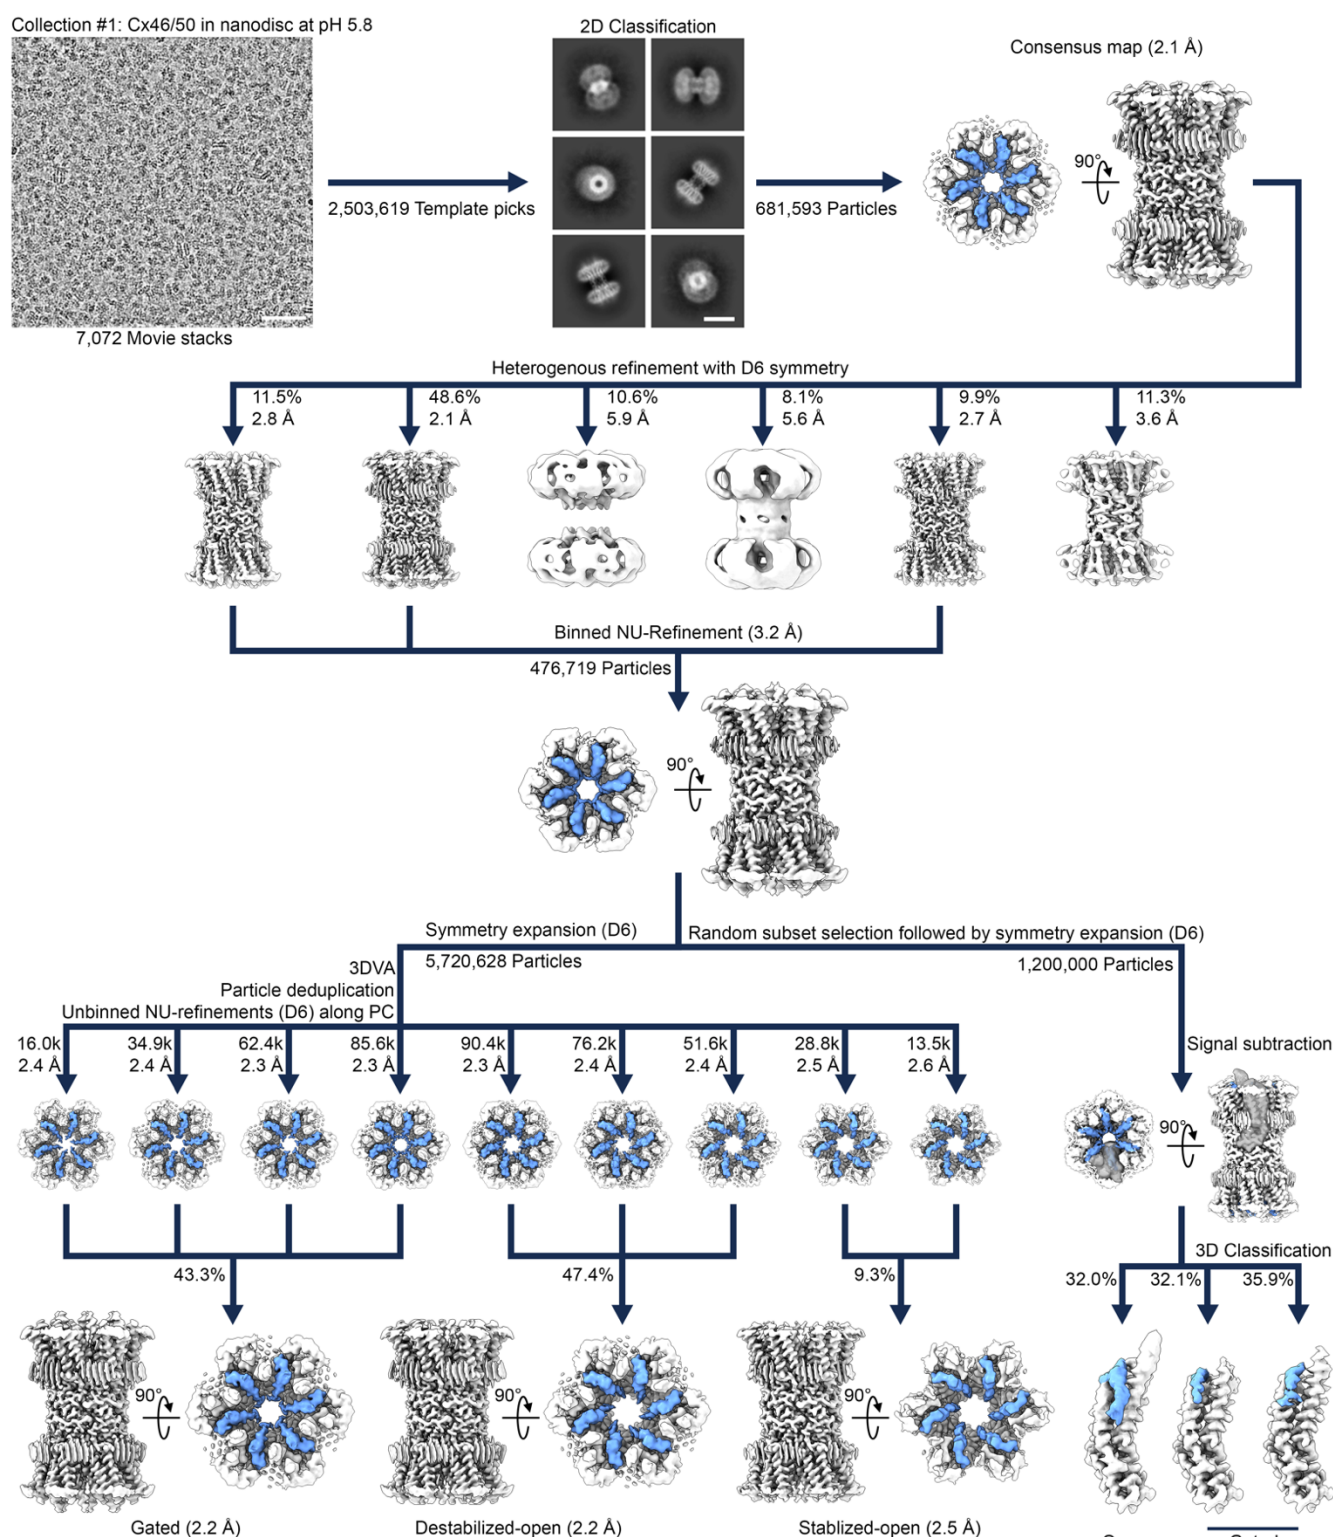 Collection #1: Cx46/50 in nanodisc at pH 5.8
2D Classification
Consensus map (2.1 Å)
90°
2,503,619 Template picks
681,593 Particles
7,072 Movie stacks
Heterogenous refinement with D6 symmetry
11.5%
2.8 Å
48.6%
2.1 Å
10.6%
5.9 Å
8.1%
5.6 Å
9.9%
2.7 Å
11.3%
3.6 Å
Binned NU-Refinement (3.2 Å)
476,719 Particles
90°
Symmetry expansion (D6)
5,720,628 Particles
Random subset selection followed by symmetry expansion (D6)
1,200,000 Particles
3DVA
Particle deduplication
Unbinned NU-refinements (D6) along PC
16.0k
2.4 Å
34.9k
2.4 Å
62.4k
2.3 Å
85.6k
2.3 Å
90.4k
2.3 Å
76.2k
2.4 Å
51.6k
2.4 Å
28.8k
2.5 Å
13.5k
2.6 Å
Signal subtraction
90°
43.3%
47.4%
9.3%
3D Classification
32.0%
32.1%
35.9%
90°
90°
90°
Gated (2.2 Å)
Destabilized-open (2.2 Å)
Stablized-open (2.5 Å)